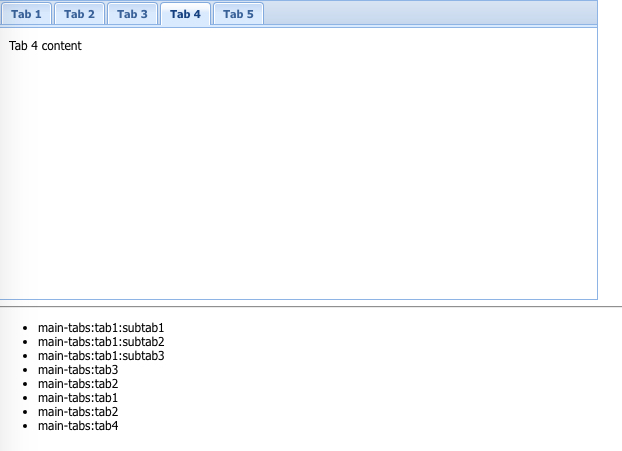 Tab 1 Tab 2 Tab 3 Tab 4 Tab 5
Tab 4 content
main-tabs:tab1:subtab1
main-tabs:tab1:subtab2
main-tabs:tab1:subtab3
main-tabs:tab3
main-tabs:tab2
main-tabs:tab1
main-tabs:tab2
main-tabs:tab4